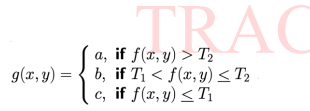 TRAC
a, if f(x, y) > T₂
g(x, y) = { b, if T₁ < f(x, y) ≤ T₂
c, if f(x, y) ≤ T₁